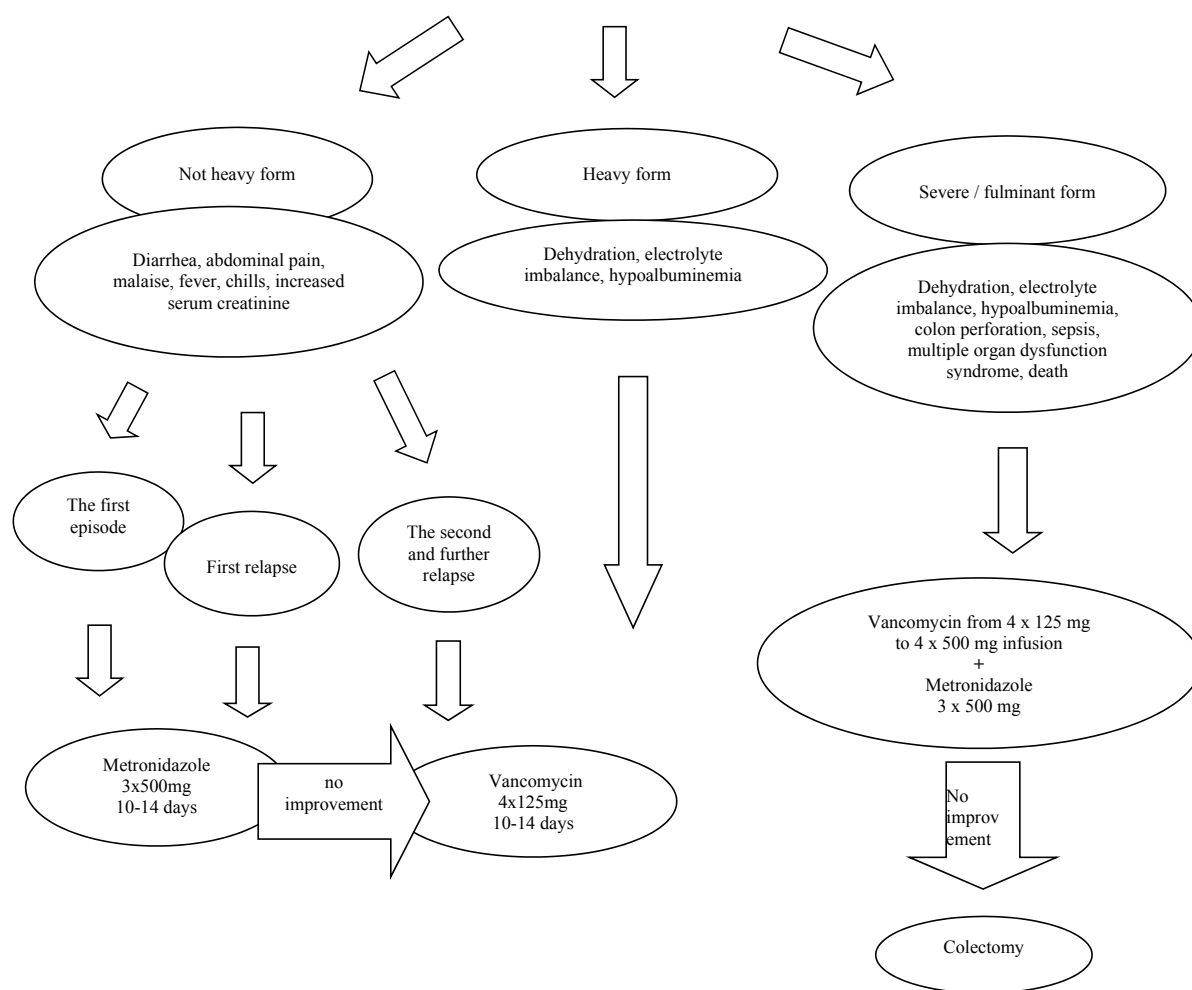 Not heavy form
Heavy form
Severe / fulminant form
Diarrhea, abdominal pain,
malaise, fever, chills, increased
serum creatinine
Dehydration, electrolyte
imbalance, hypoalbuminemia
Dehydration, electrolyte
imbalance, hypoalbuminemia,
colon perforation, sepsis,
multiple organ dysfunction
syndrome, death
The first
episode
First relapse
The second
and further
relapse
Vancomycin from 4 x 125 mg
to 4 x 500 mg infusion
+
Metronidazole
3 x 500 mg
Metronidazole
3x500mg
10-14 days
no
improvement
Vancomycin
4x125mg
10-14 days
No
improv
ement
Colectomy